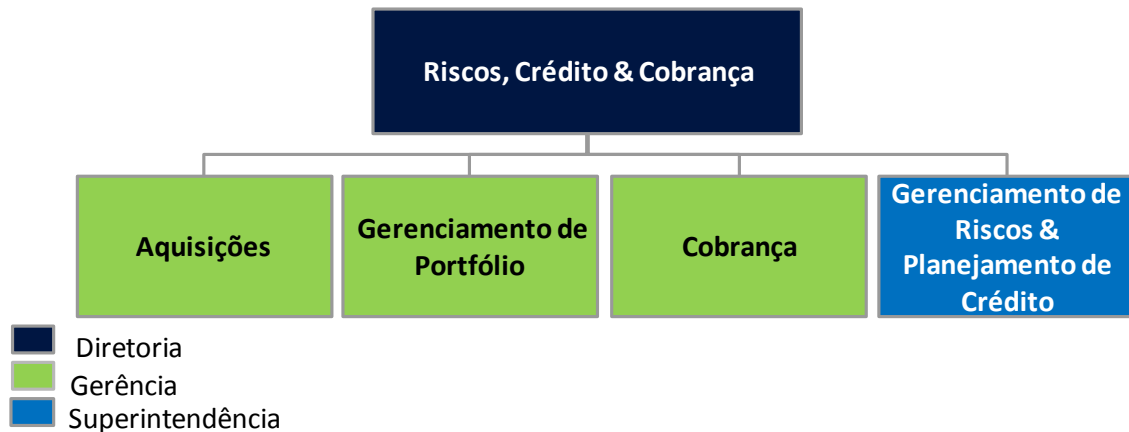 Riscos, Crédito & Cobrança
Aquisições
Gerenciamento de
Portfólio
Cobrança
Gerenciamento de
Riscos &
Planejamento de
Crédito
Diretoria
Gerência
Superintendência